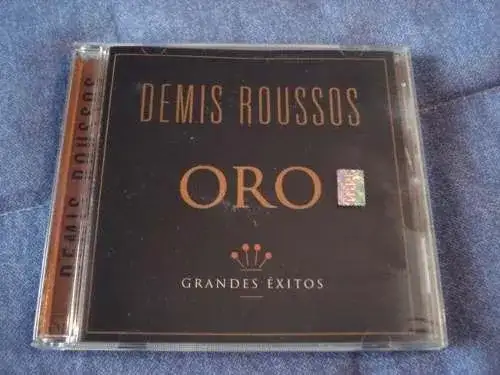 DEMIS ROUSSOS
DEMIS ROUSSOS
ORO
GRANDES ÉXITOS